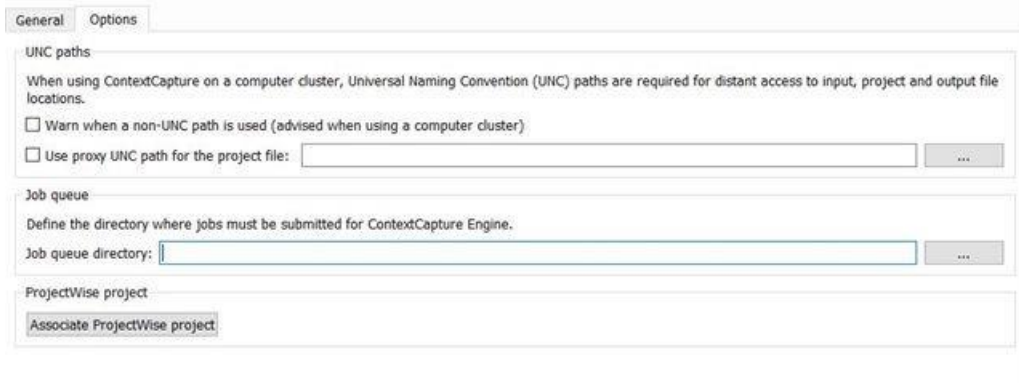 General Options
UNC paths
When using ContextCapture on a computer cluster, Universal Naming Convention (UNC) paths are required for distant access to input, project and output file
locations.
Warn when a non-UNC path is used (advised when using a computer cluster)
Use proxy UNC path for the project file: ...
Job queue
Define the directory where jobs must be submitted for ContextCapture Engine.
Job queue directory: ...
ProjectWise project
Associate ProjectWise project